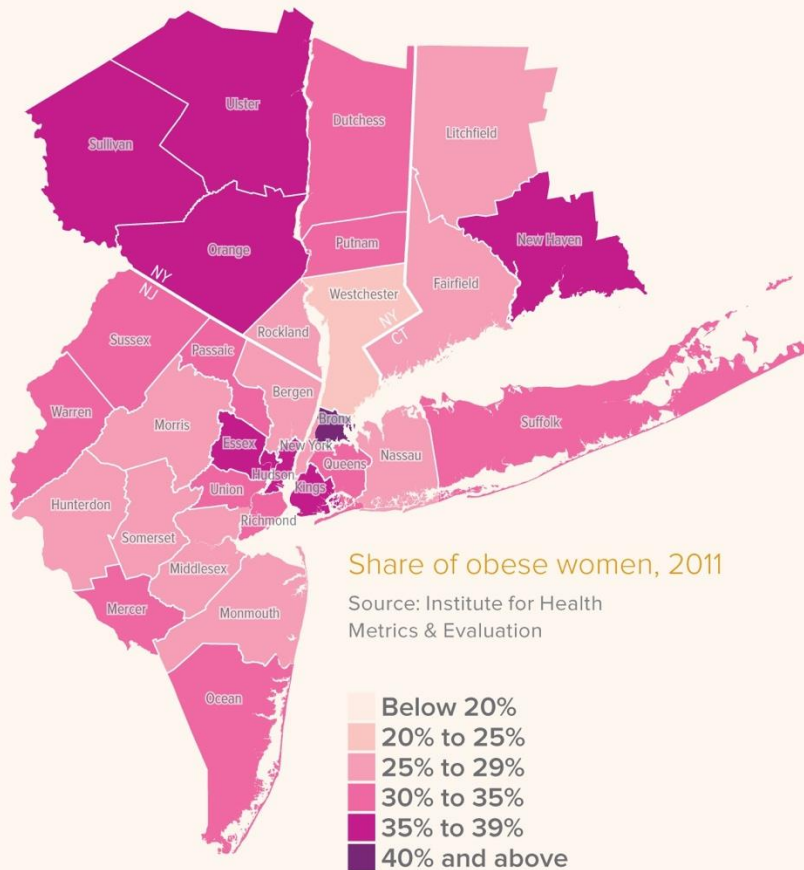 Ulster
Dutchess
Litchfield
Sullivan
New Haven
Orange
Putnam
Fairfield
NY
NJ
Westchester
Rockland
NY
CT
Sussex
Passaic
Bergen
Warren
Morris
Bronx
Suffolk
Essex
New York
Nassau
Queens
Hudson
Kings
Union
Hunterdon
Richmond
Somerset
Middlesex
Mercer
Monmouth
Ocean
Share of obese women, 2011
Source: Institute for Health
Metrics & Evaluation
Below 20%
20% to 25%
25% to 29%
30% to 35%
35% to 39%
40% and above